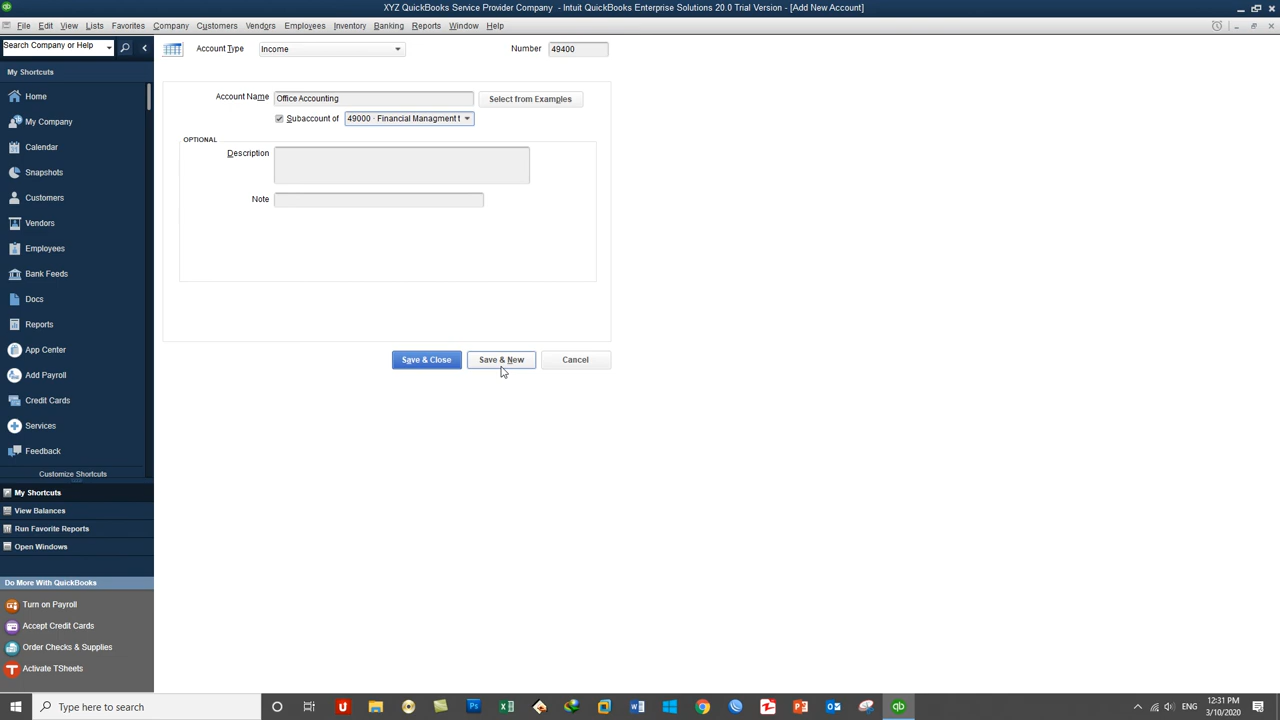 XYZ QuickBooks Service Provider Company - Intuit QuickBooks Enterprise Solutions 20.0 Trial Version - [Add New Account]
File Edit View Lists Favorites Company Customers Vendors Employees Inventory Banking Reports Window Help
Search Company or Help
Account Type Income Number 49400
My Shortcuts
Home
My Company
Calendar
Snapshots
Customers
Vendors
Employees
Bank Feeds
Docs
Reports
App Center
Add Payroll
Credit Cards
Services
Feedback
Customize Shortcuts
My Shortcuts
View Balances
Run Favorite Reports
Open Windows
Do More With QuickBooks
Turn on Payroll
Accept Credit Cards
Order Checks & Supplies
Activate TSheets
Account Name Office Accounting Select from Examples
Subaccount of 49000 · Financial Managment t
OPTIONAL
Description
Note
Save & Close Save & New Cancel
Type here to search
12:31 PM
3/10/2020